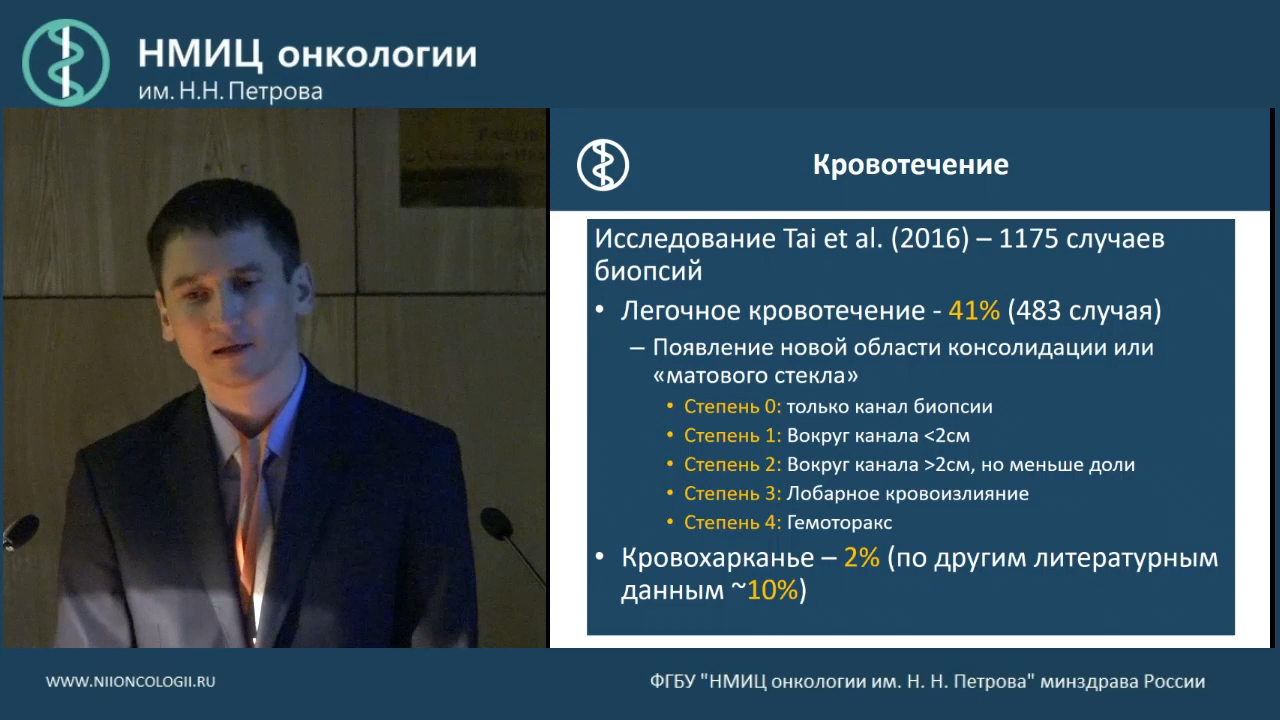 НМИЦ онкологии
им. Н.Н. Петрова
Кровотечение
Исследование Tai et al. (2016) – 1175 случаев
биопсий
• Легочное кровотечение - 41% (483 случая)
– Появление новой области консолидации или
«матового стекла»
• Степень 0: только канал биопсии
• Степень 1: Вокруг канала <2см
• Степень 2: Вокруг канала >2см, но меньше доли
• Степень 3: Лобарное кровоизлияние
• Степень 4: Гемоторакс
• Кровохарканье – 2% (по другим литературным
данным ~10%)
WWW.NIIONCOLOGII.RU
ФГБУ "НМИЦ онкологии им. Н. Н. Петрова" минздрава России